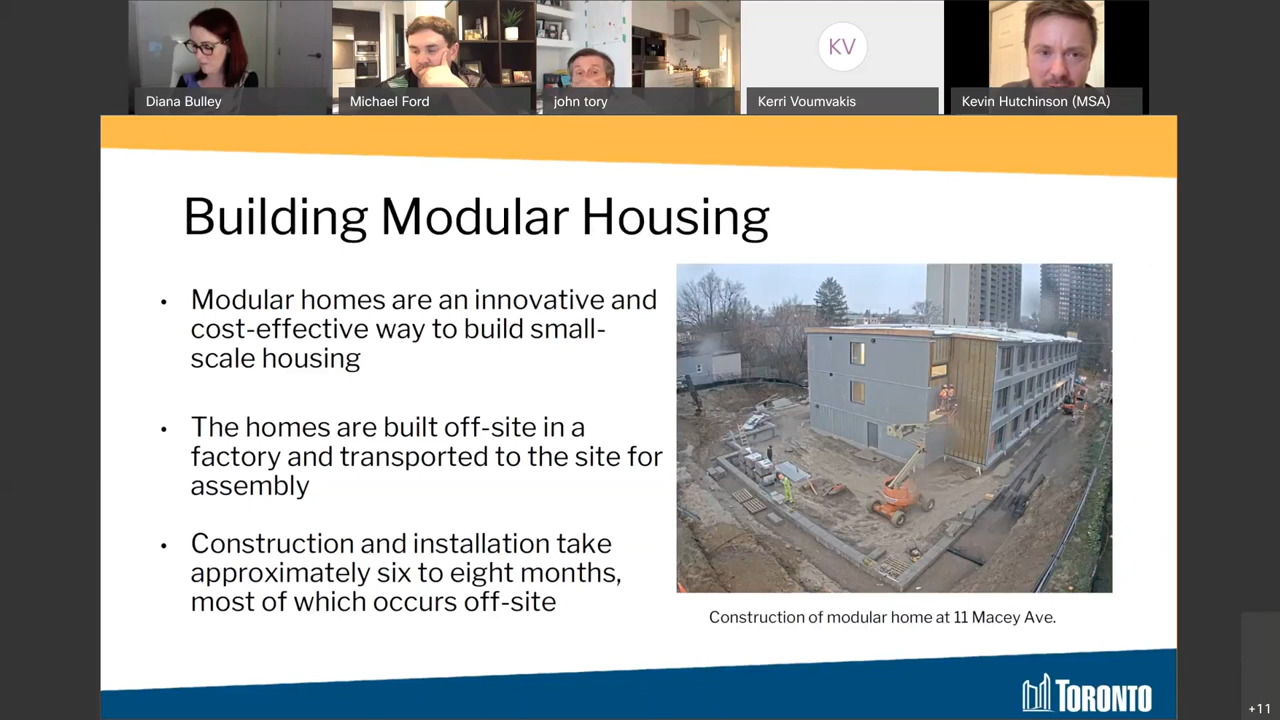 Diana Bulley
Michael Ford
john tory
KV
Kerri Voumvakis
Kevin Hutchinson (MSA)
Building Modular Housing
• Modular homes are an innovative and
cost-effective way to build small-
scale housing
• The homes are built off-site in a
factory and transported to the site for
assembly
• Construction and installation take
approximately six to eight months,
most of which occurs off-site
Construction of modular home at 11 Macey Ave.
TORONTO
+11